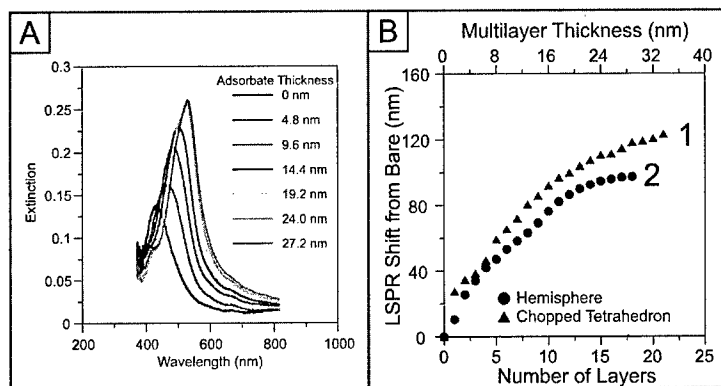 A
0.3
0.25
0.2
0.15
0.1
0.05
0
Extinction
200 400 600 800 1000
Wavelength (nm)
Adsorbate Thickness
0 nm
4.8 nm
9.6 nm
14.4 nm
19.2 nm
24.0 nm
27.2 nm
B
Multilayer Thickness (nm)
0 8 16 24 32 40
160
120
80
40
0
LSPR Shift from Bare (nm)
1
2
Hemisphere
Chopped Tetrahedron
0 5 10 15 20 25
Number of Layers